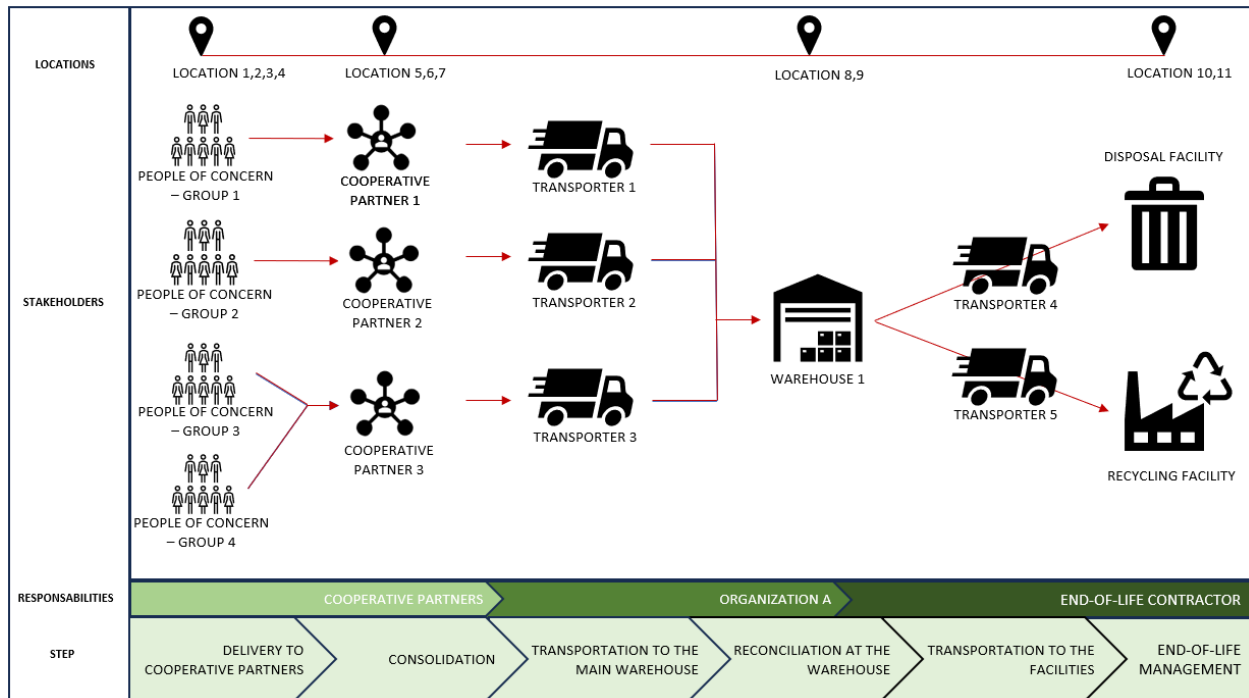 LOCATIONS
LOCATION 1,2,3,4
LOCATION 5,6,7
LOCATION 8,9
LOCATION 10,11
STAKEHOLDERS
PEOPLE OF CONCERN
– GROUP 1
COOPERATIVE
PARTNER 1
TRANSPORTER 1
PEOPLE OF CONCERN
– GROUP 2
COOPERATIVE
PARTNER 2
TRANSPORTER 2
PEOPLE OF CONCERN
– GROUP 3
COOPERATIVE
PARTNER 3
TRANSPORTER 3
PEOPLE OF CONCERN
– GROUP 4
WAREHOUSE 1
TRANSPORTER 4
TRANSPORTER 5
DISPOSAL FACILITY
RECYCLING FACILITY
RESPONSABILITIES
COOPERATIVE PARTNERS
ORGANIZATION A
END-OF-LIFE CONTRACTOR
STEP
DELIVERY TO
COOPERATIVE PARTNERS
CONSOLIDATION
TRANSPORTATION TO THE
MAIN WAREHOUSE
RECONCILIATION AT THE
WAREHOUSE
TRANSPORTATION TO THE
FACILITIES
END-OF-LIFE
MANAGEMENT